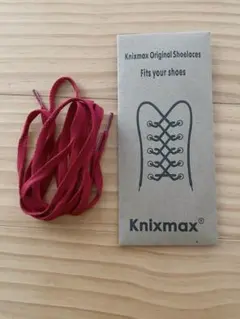 Knixmax Original Shoelaces
Fits your shoes
Knixmax®